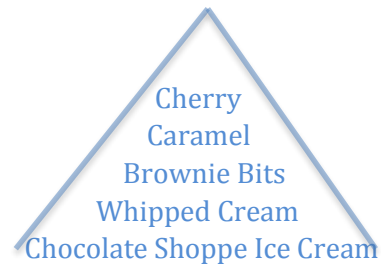 Cherry
Caramel
Brownie Bits
Whipped Cream
Chocolate Shoppe Ice Cream